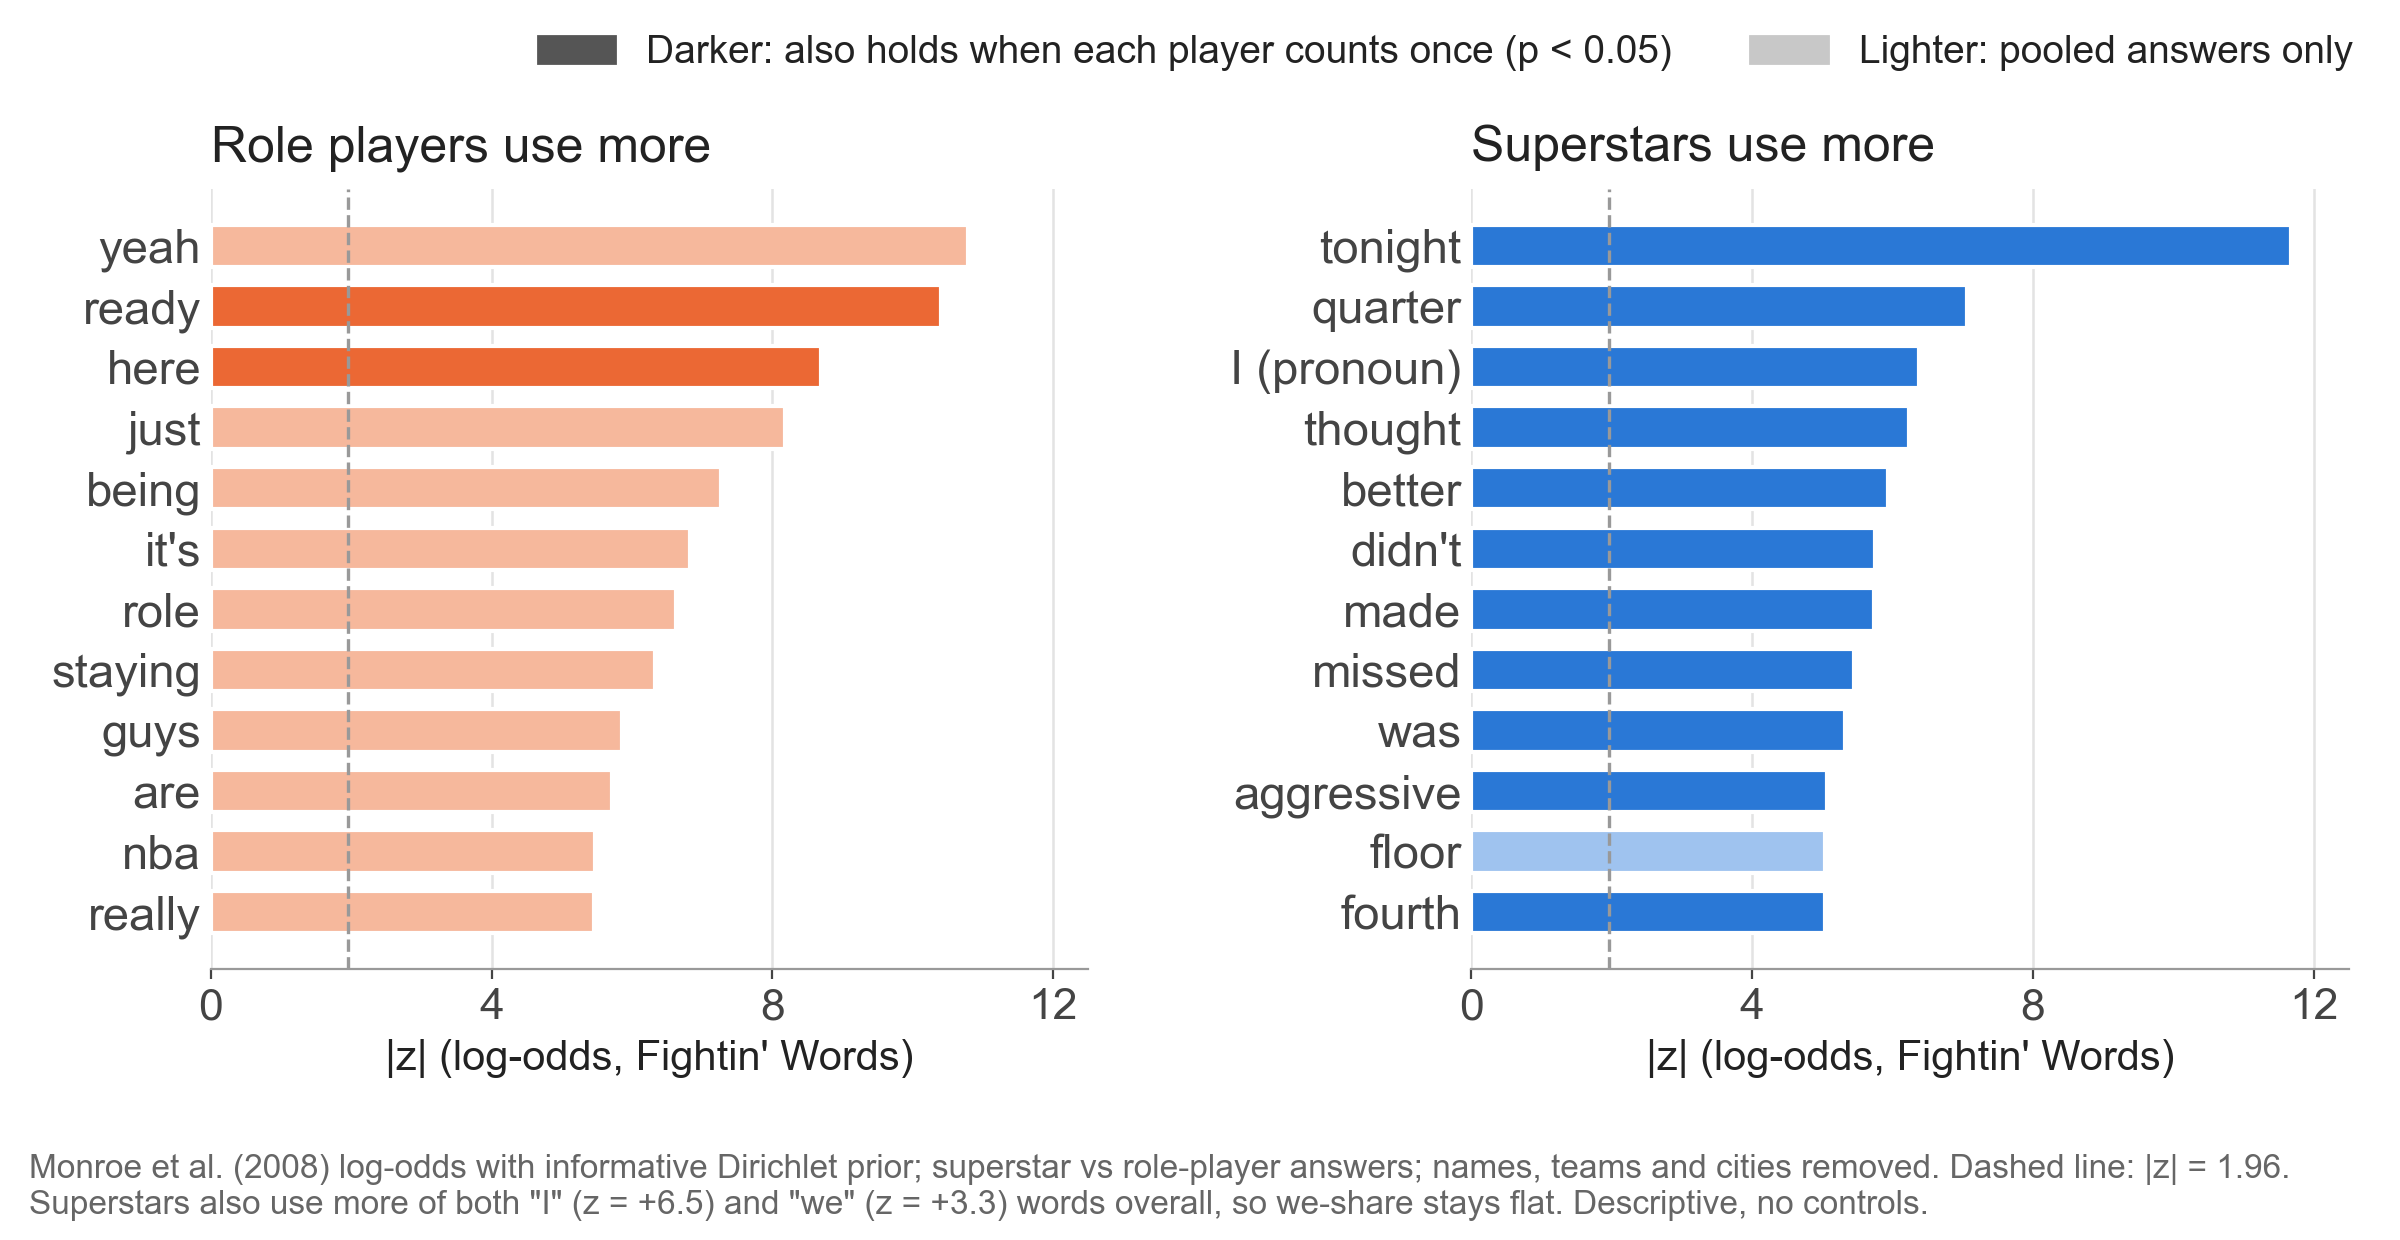 Darker: also holds when each player counts once (p < 0.05)
Lighter: pooled answers only
Role players use more
yeah
ready
here
just
being
it's
role
staying
guys
are
nba
really
0 4 8 12
|z| (log-odds, Fightin' Words)
Superstars use more
tonight
quarter
I (pronoun)
thought
better
didn't
made
missed
was
aggressive
floor
fourth
0 4 8 12
|z| (log-odds, Fightin' Words)
Monroe et al. (2008) log-odds with informative Dirichlet prior; superstar vs role-player answers; names, teams and cities removed. Dashed line: |z| = 1.96.
Superstars also use more of both "I" (z = +6.5) and "we" (z = +3.3) words overall, so we-share stays flat. Descriptive, no controls.